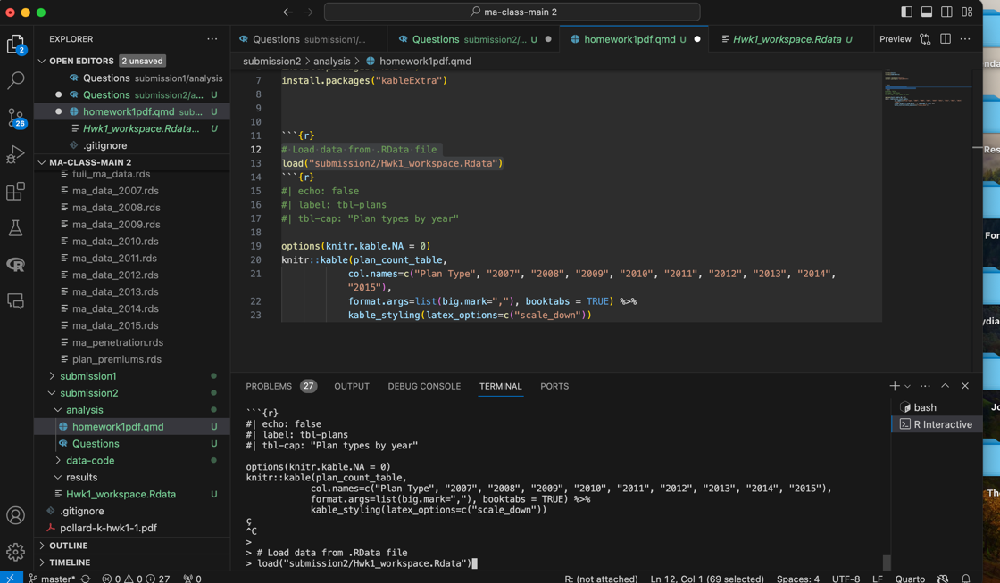 ma-class-main 2
EXPLORER
Questions submission1/...
Questions submission2/... U
homework1pdf.qmd U
Hwk1_workspace.Rdata U
Preview
OPEN EDITORS 2 unsaved
Questions submission1/analysis
Questions submission2/a... U
homework1pdf.qmd sub... U
Hwk1_workspace.Rdata... U
.gitignore
MA-CLASS-MAIN 2
full_ma_data.rds
ma_data_2007.rds
ma_data_2008.rds
ma_data_2009.rds
ma_data_2010.rds
ma_data_2011.rds
ma_data_2012.rds
ma_data_2013.rds
ma_data_2014.rds
ma_data_2015.rds
ma_penetration.rds
plan_premiums.rds
submission1
submission2
analysis
homework1pdf.qmd U
Questions U
data-code
results
Hwk1_workspace.Rdata U
.gitignore
pollard-k-hwk1-1.pdf
OUTLINE
TIMELINE
2
26
submission2 > analysis > homework1pdf.qmd
7 install.packages("kableExtra")
8
9
10
11 ```{r}
12 # Load data from .RData file
13 load("submission2/Hwk1_workspace.Rdata")
14 ```{r}
15 #| echo: false
16 #| label: tbl-plans
17 #| tbl-cap: "Plan types by year"
18
19 options(knitr.kable.NA = 0)
20 knitr::kable(plan_count_table,
21 col.names=c("Plan Type", "2007", "2008", "2009", "2010", "2011", "2012", "2013", "2014",
"2015"),
22 format.args=list(big.mark=","), booktabs = TRUE) %>%
23 kable_styling(latex_options=c("scale_down"))
PROBLEMS 27 OUTPUT DEBUG CONSOLE TERMINAL PORTS
```{r}
#| echo: false
#| label: tbl-plans
#| tbl-cap: "Plan types by year"
options(knitr.kable.NA = 0)
knitr::kable(plan_count_table,
col.names=c("Plan Type", "2007", "2008", "2009", "2010", "2011", "2012", "2013", "2014", "2015"),
format.args=list(big.mark=","), booktabs = TRUE) %>%
kable_styling(latex_options=c("scale_down"))
ç
^C
>
> # Load data from .RData file
> load("submission2/Hwk1_workspace.Rdata")
bash
R Interactive
master* 0 0 27 0
R: (not attached) Ln 12, Col 1 (69 selected) Spaces: 4 UTF-8 LF Quarto